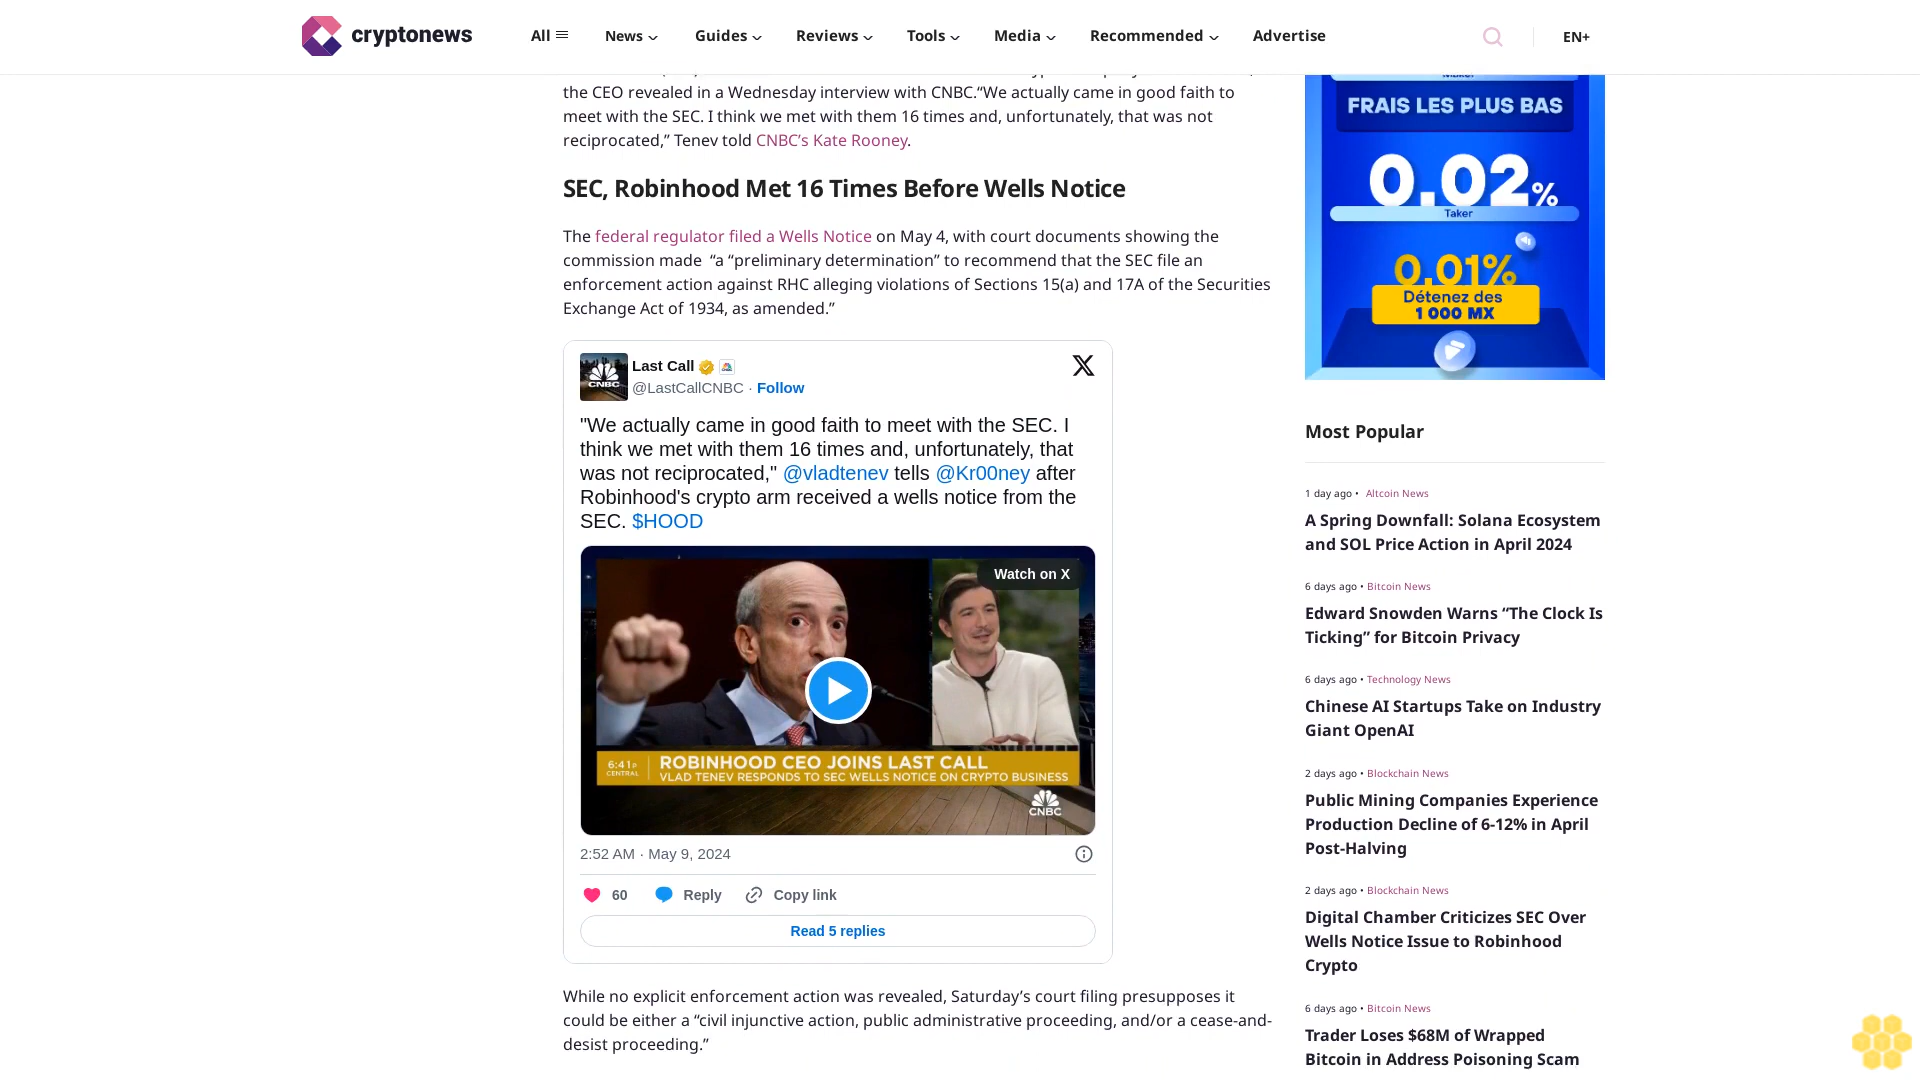 cryptonews
All
News
Guides
Reviews
Tools
Media
Recommended
Advertise
EN+
the CEO revealed in a Wednesday interview with CNBC.“We actually came in good faith to
meet with the SEC. I think we met with them 16 times and, unfortunately, that was not
reciprocated,” Tenev told CNBC’s Kate Rooney.
SEC, Robinhood Met 16 Times Before Wells Notice
The federal regulator filed a Wells Notice on May 4, with court documents showing the
commission made “a “preliminary determination” to recommend that the SEC file an
enforcement action against RHC alleging violations of Sections 15(a) and 17A of the Securities
Exchange Act of 1934, as amended.”
Last Call
@LastCallCNBC · Follow
CNBC
"We actually came in good faith to meet with the SEC. I
think we met with them 16 times and, unfortunately, that
was not reciprocated," @vladtenev tells @Kr00ney after
Robinhood's crypto arm received a wells notice from the
SEC. $HOOD
Watch on X
6:41P
CENTRAL
ROBINHOOD CEO JOINS LAST CALL
VLAD TENEV RESPONDS TO SEC WELLS NOTICE ON CRYPTO BUSINESS
CNBC
2:52 AM · May 9, 2024
60
Reply
Copy link
Read 5 replies
While no explicit enforcement action was revealed, Saturday’s court filing presupposes it
could be either a “civil injunctive action, public administrative proceeding, and/or a cease-and-
desist proceeding.”
FRAIS LES PLUS BAS
0.02%
Taker
0.01%
Détenez des
1 000 MX
Most Popular
1 day ago • Altcoin News
A Spring Downfall: Solana Ecosystem
and SOL Price Action in April 2024
6 days ago • Bitcoin News
Edward Snowden Warns “The Clock Is
Ticking” for Bitcoin Privacy
6 days ago • Technology News
Chinese AI Startups Take on Industry
Giant OpenAI
2 days ago • Blockchain News
Public Mining Companies Experience
Production Decline of 6-12% in April
Post-Halving
2 days ago • Blockchain News
Digital Chamber Criticizes SEC Over
Wells Notice Issue to Robinhood
Crypto
6 days ago • Bitcoin News
Trader Loses $68M of Wrapped
Bitcoin in Address Poisoning Scam